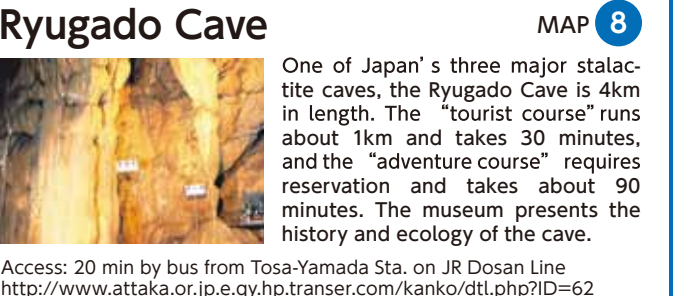 Ryugado Cave
MAP 8
One of Japan's three major stalac-
tite caves, the Ryugado Cave is 4km
in length. The “tourist course” runs
about 1km and takes 30 minutes,
and the “adventure course” requires
reservation and takes about 90
minutes. The museum presents the
history and ecology of the cave.
Access: 20 min by bus from Tosa-Yamada Sta. on JR Dosan Line
http://www.attaka.or.jp.e.gy.hp.transer.com/kanko/dtl.php?ID=62